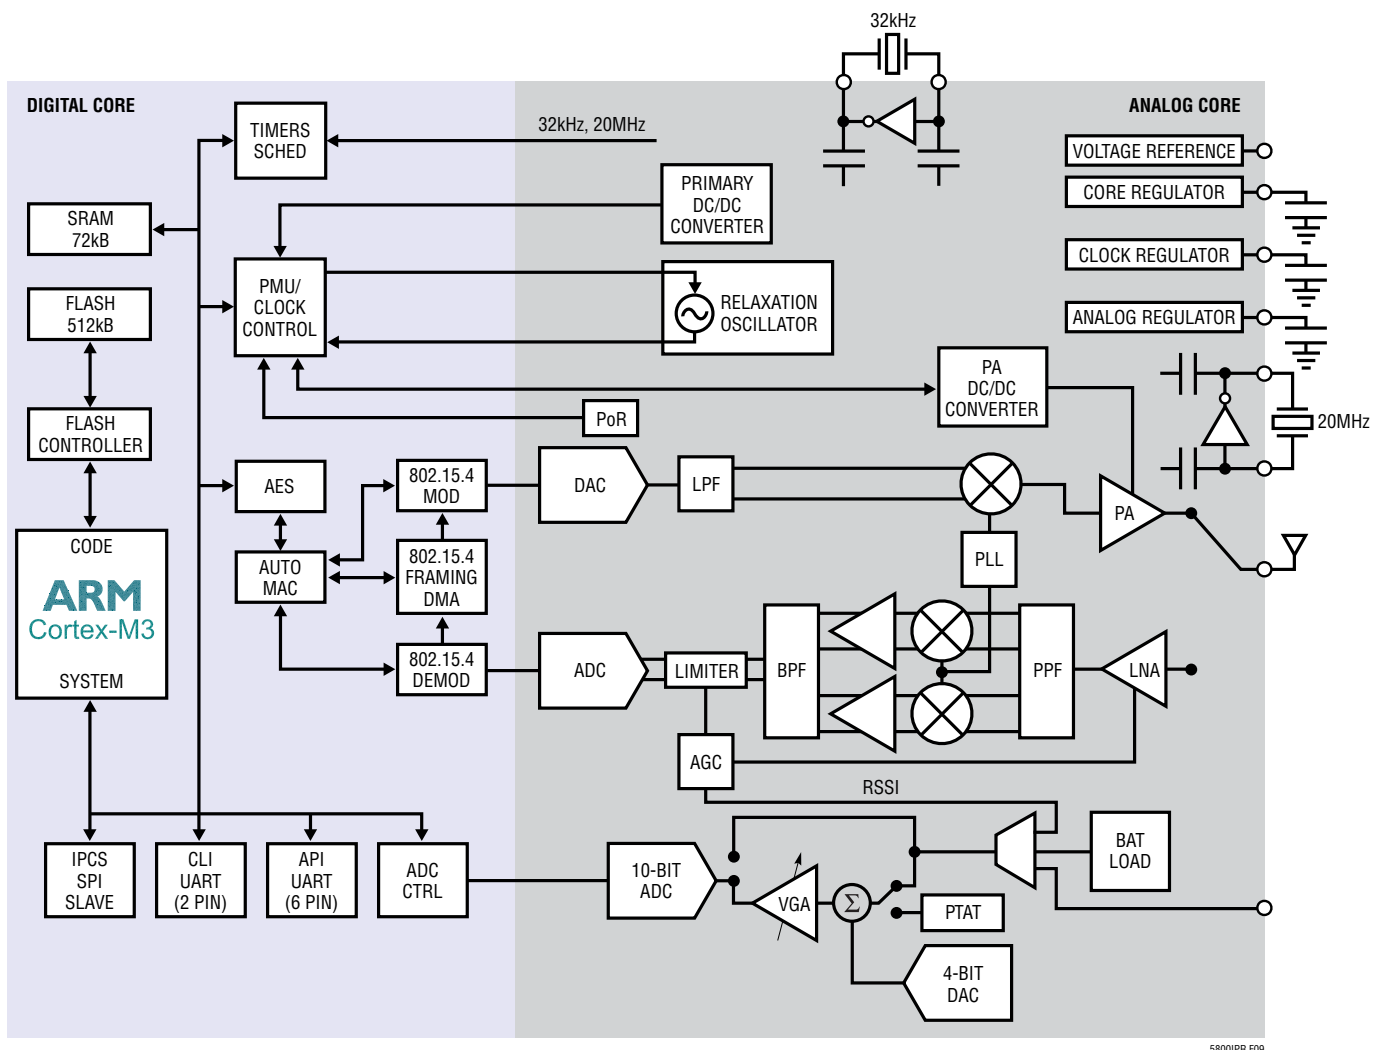 32kHz
DIGITAL CORE
ANALOG CORE
TIMERS
SCHED
32kHz, 20MHz
VOLTAGE REFERENCE
PRIMARY
DC/DC
CONVERTER
CORE REGULATOR
SRAM
72kB
CLOCK REGULATOR
PMU/
CLOCK
CONTROL
RELAXATION
OSCILLATOR
FLASH
512kB
ANALOG REGULATOR
PA
DC/DC
CONVERTER
PoR
20MHz
FLASH
CONTROLLER
AES
802.15.4
MOD
DAC
LPF
PA
CODE
ARM
Cortex-M3
SYSTEM
AUTO
MAC
802.15.4
FRAMING
DMA
PLL
802.15.4
DEMOD
ADC
LIMITER
BPF
PPF
LNA
AGC
RSSI
IPCS
SPI
SLAVE
CLI
UART
(2 PIN)
API
UART
(6 PIN)
ADC
CTRL
10-BIT
ADC
VGA
Σ
PTAT
BAT
LOAD
4-BIT
DAC
5800IPR F09